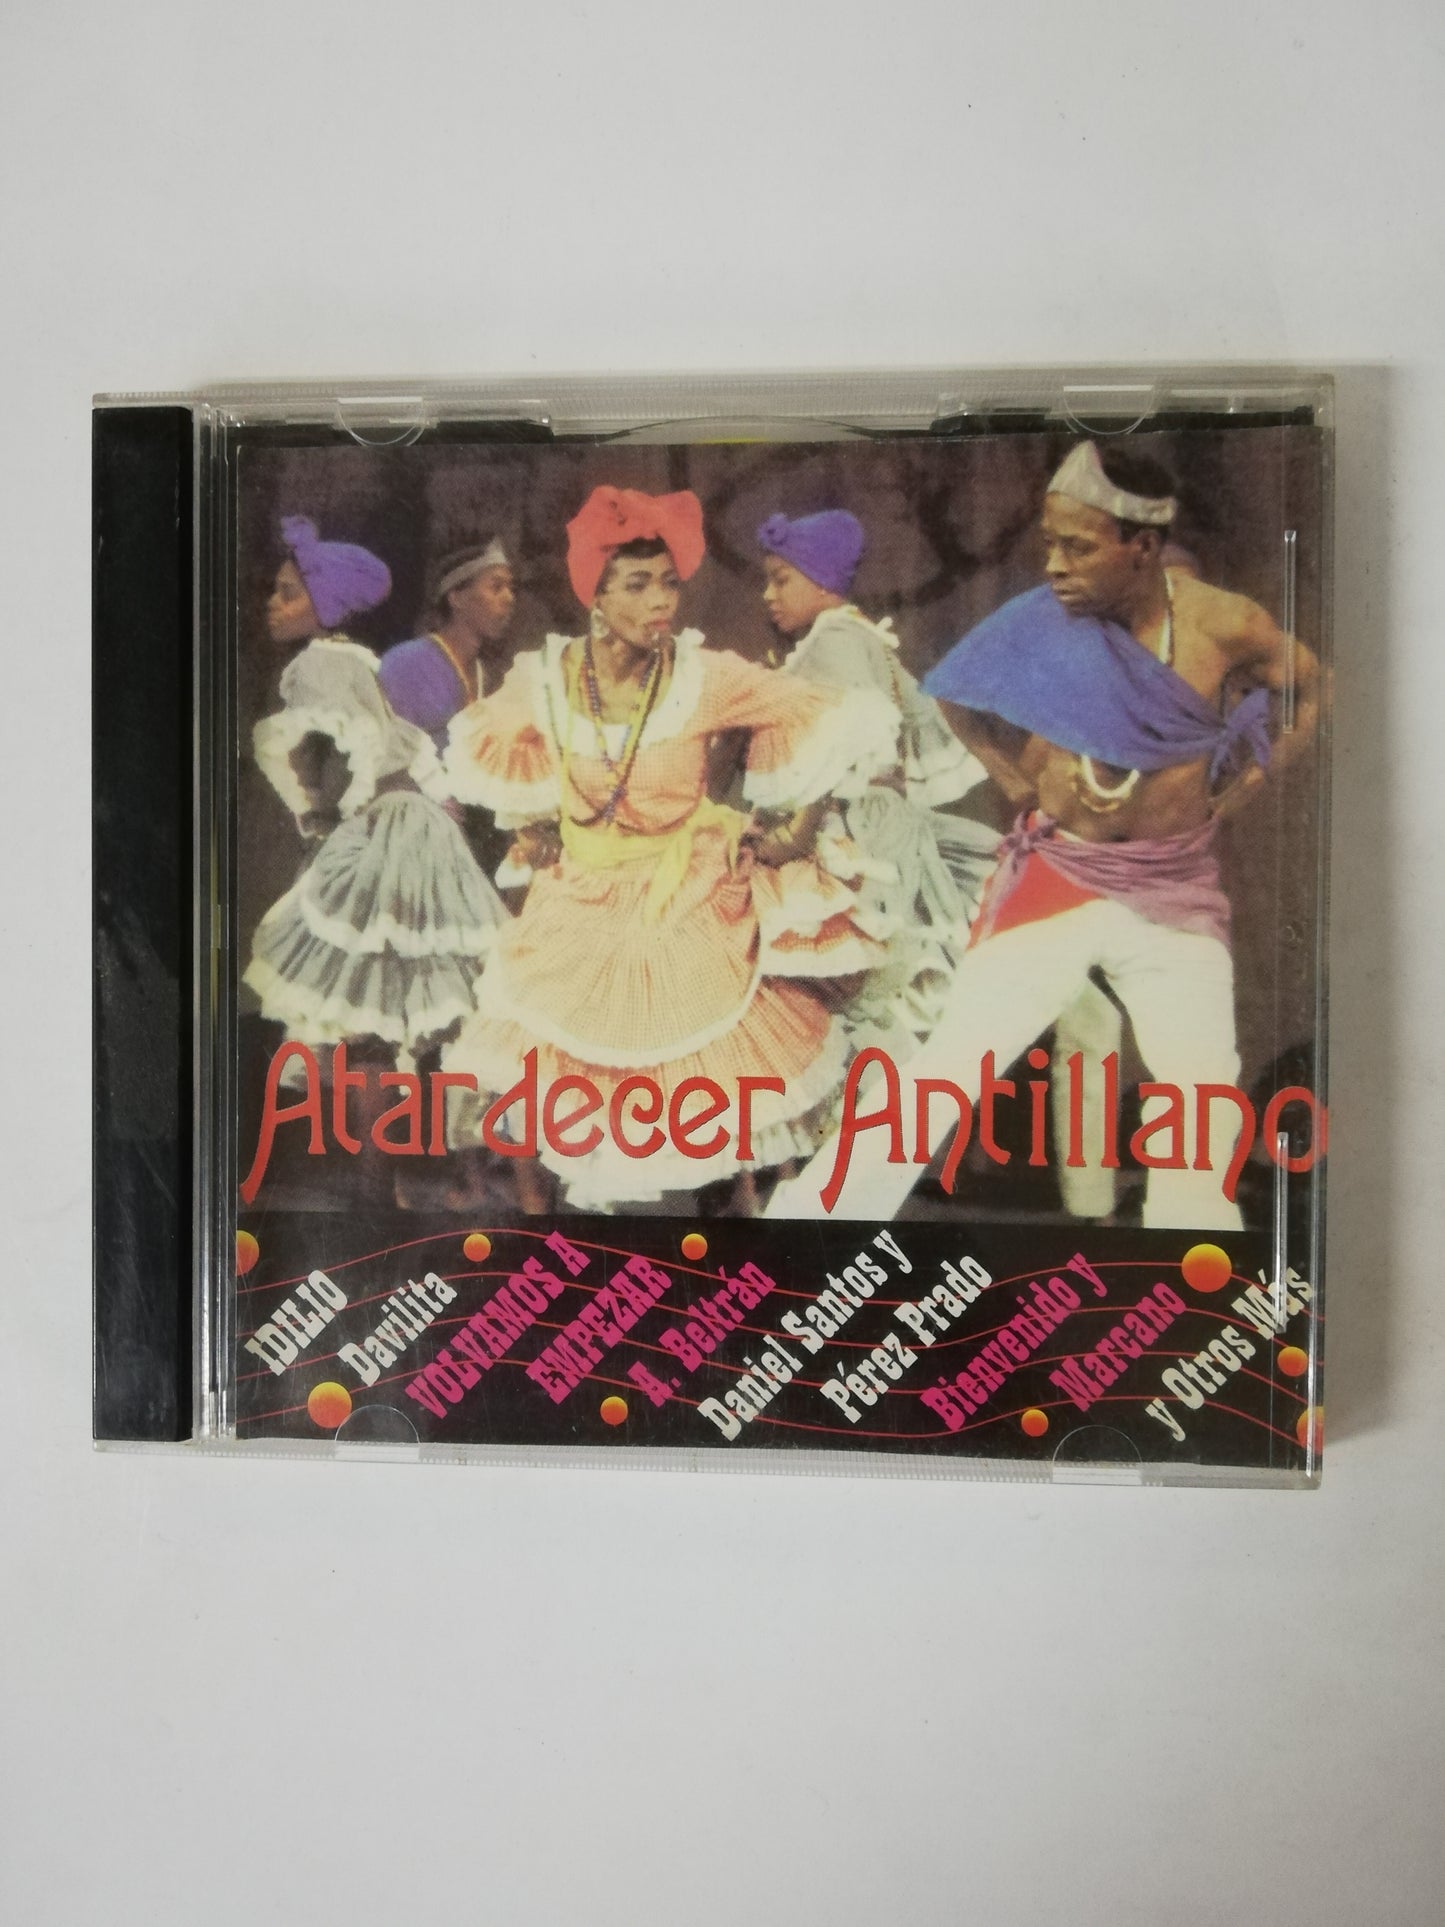 Atardecer Antillano
IDILIO
Davilita
VOLVAMOS A
EMPEZAR
A. Beltrán
Daniel Santos y
Pérez Prado
Bienvenido y
Marcano
y Otros Más